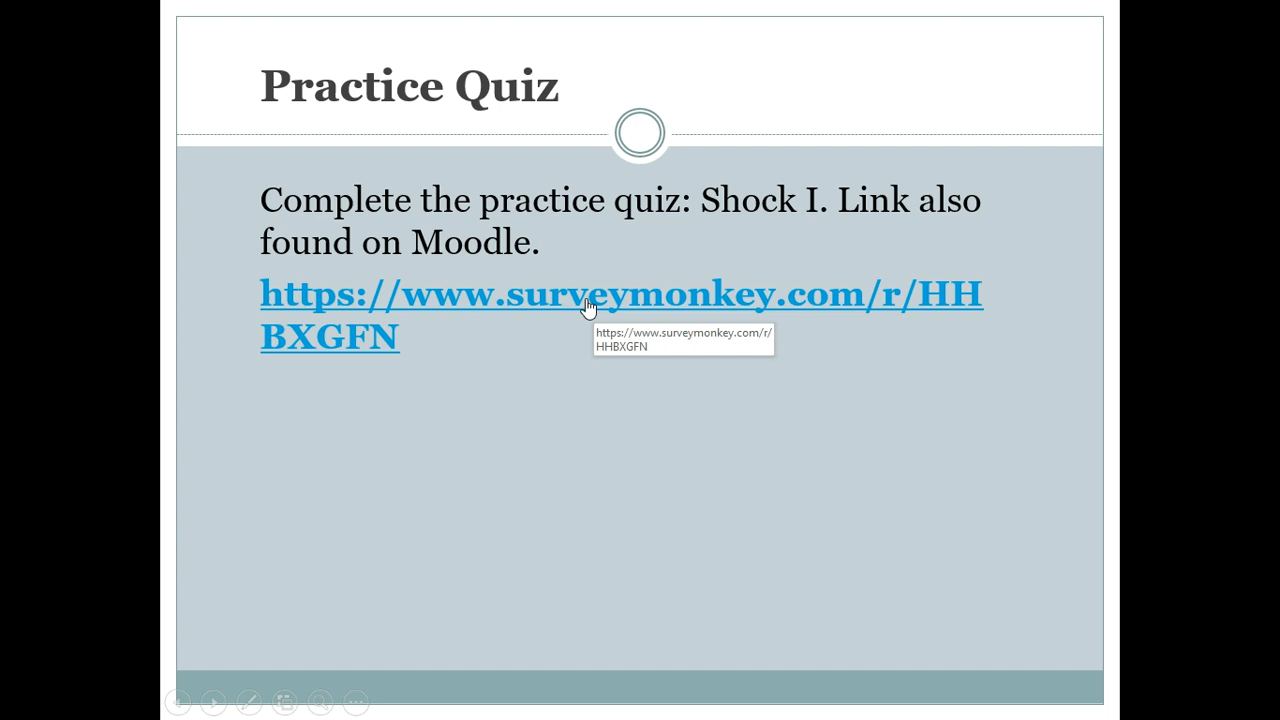 Practice Quiz
Complete the practice quiz: Shock I. Link also
found on Moodle.
https://www.surveymonkey.com/r/HH
BXGFN
https://www.surveymonkey.com/r/
HHBXGFN